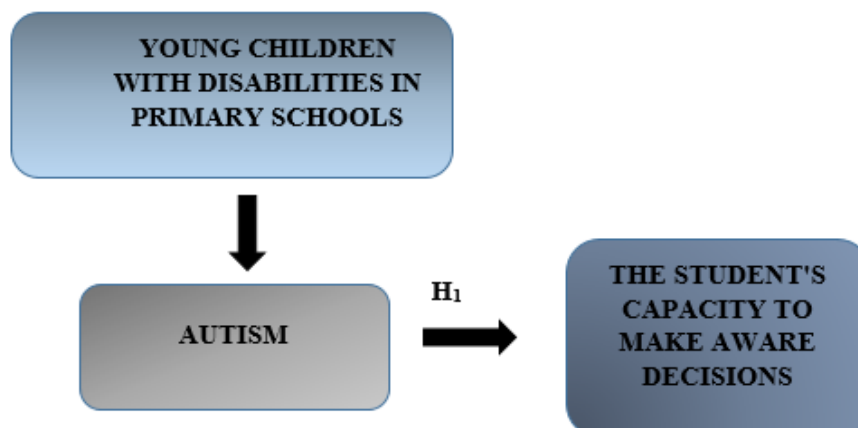 YOUNG CHILDREN
WITH DISABILITIES IN
PRIMARY SCHOOLS
H₁
AUTISM
THE STUDENT'S
CAPACITY TO
MAKE AWARE
DECISIONS